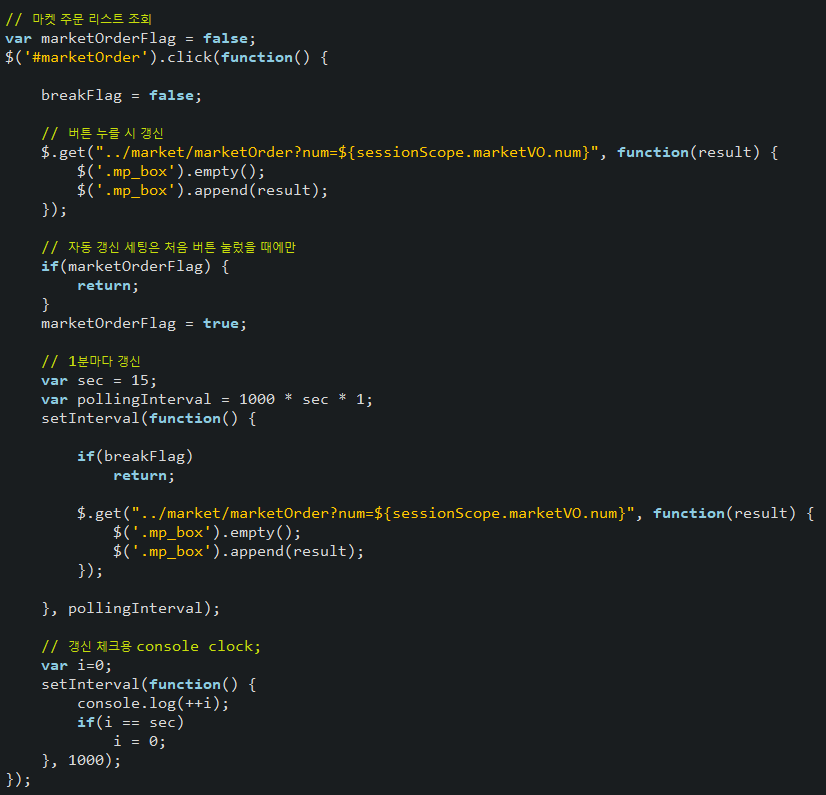 // 마켓 주문 리스트 조회
var marketOrderFlag = false;
$('#marketOrder').click(function() {
breakFlag = false;
// 버튼 누를 시 갱신
$.get("../market/marketOrder?num=${sessionScope.marketVO.num}", function(result) {
$('.mp_box').empty();
$('.mp_box').append(result);
});
// 자동 갱신 세팅은 처음 버튼 눌렀을 때에만
if(marketOrderFlag) {
return;
}
marketOrderFlag = true;
// 1분마다 갱신
var sec = 15;
var pollingInterval = 1000 * sec * 1;
setInterval(function() {
if(breakFlag)
return;
$.get("../market/marketOrder?num=${sessionScope.marketVO.num}", function(result) {
$('.mp_box').empty();
$('.mp_box').append(result);
});
}, pollingInterval);
// 갱신 체크용 console clock;
var i=0;
setInterval(function() {
console.log(++i);
if(i == sec)
i = 0;
}, 1000);
});